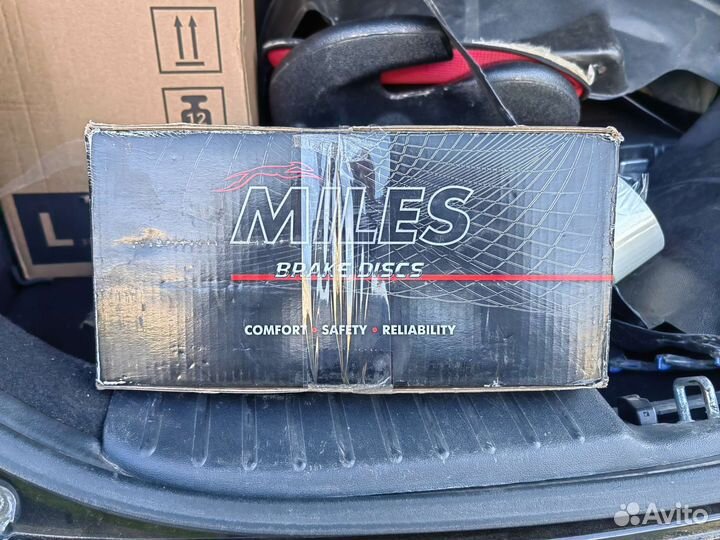 12
L
MILES
BRAKE DISCS
COMFORT • SAFETY • RELIABILITY
Avito